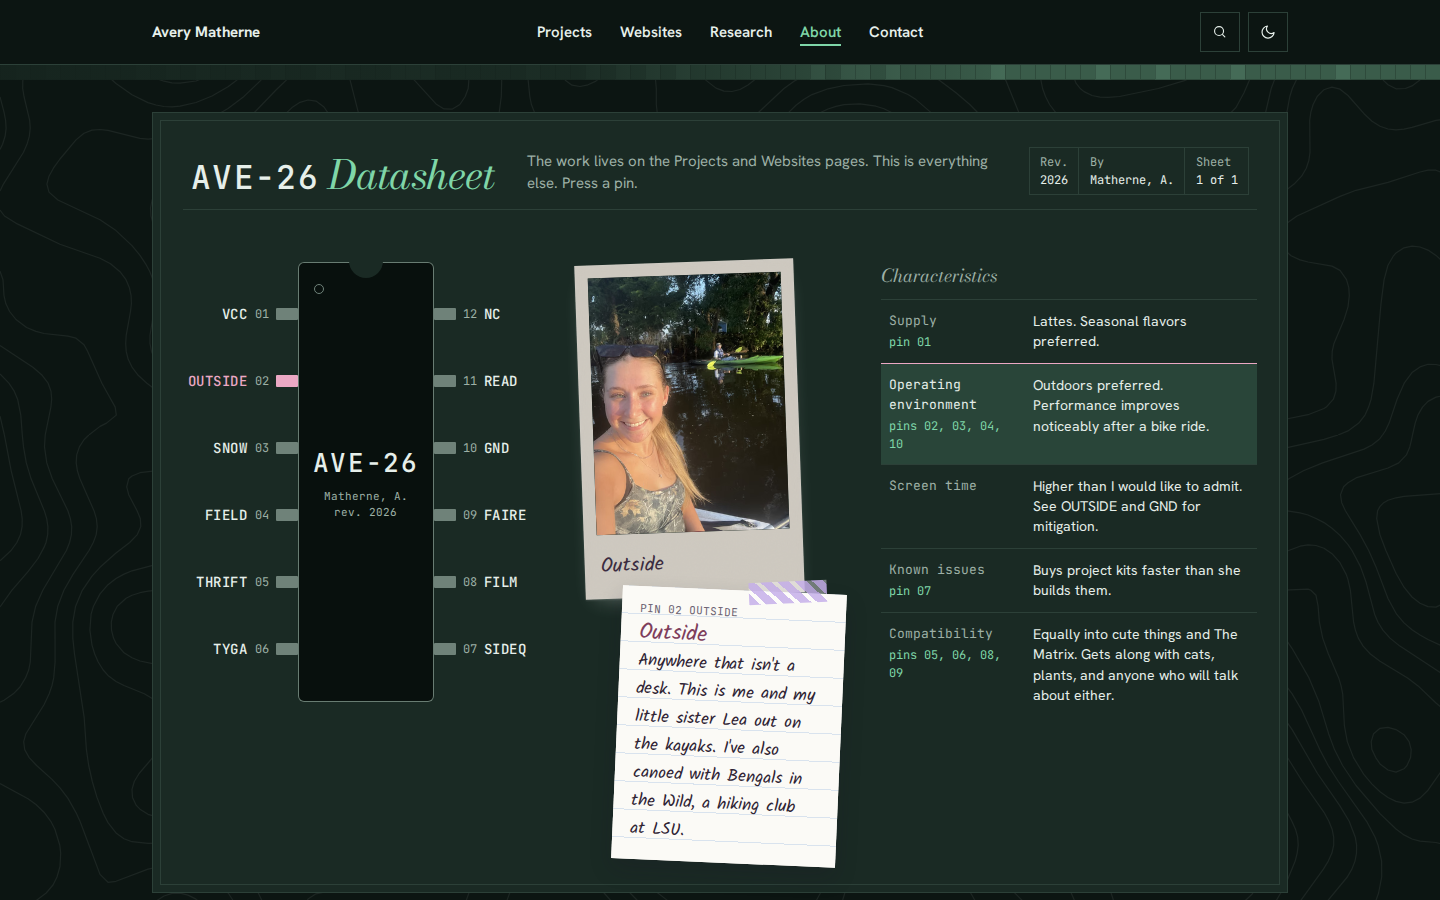 Avery Matherne
Projects
Websites
Research
About
Contact
AVE-26 Datasheet
The work lives on the Projects and Websites pages. This is everything
else. Press a pin.
Rev.
2026
By
Matherne, A.
Sheet
1 of 1
VCC 01
OUTSIDE 02
SNOW 03
FIELD 04
THRIFT 05
TYGA 06
AVE-26
Matherne, A.
rev. 2026
12 NC
11 READ
10 GND
09 FAIRE
08 FILM
07 SIDEQ
Outside
PIN 02 OUTSIDE
Outside
Anywhere that isn't a
desk. This is me and my
little sister Lea out on
the kayaks. I've also
canoed with Bengals in
the Wild, a hiking club
at LSU.
Characteristics
Supply
pin 01
Lattes. Seasonal flavors
preferred.
Operating
environment
pins 02, 03, 04,
10
Outdoors preferred.
Performance improves
noticeably after a bike ride.
Screen time
Higher than I would like to admit.
See OUTSIDE and GND for
mitigation.
Known issues
pin 07
Buys project kits faster than she
builds them.
Compatibility
pins 05, 06, 08,
09
Equally into cute things and The
Matrix. Gets along with cats,
plants, and anyone who will talk
about either.